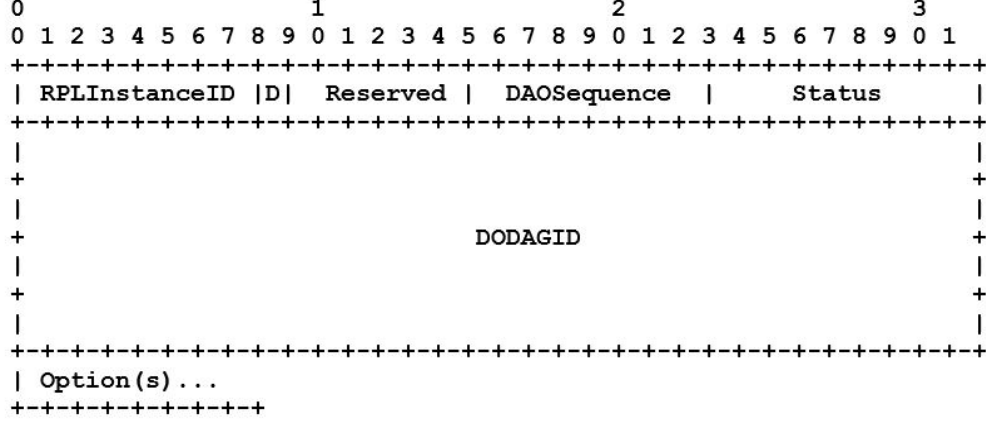 0                   1                   2                   3
0 1 2 3 4 5 6 7 8 9 0 1 2 3 4 5 6 7 8 9 0 1 2 3 4 5 6 7 8 9 0 1
+-+-+-+-+-+-+-+-+-+-+-+-+-+-+-+-+-+-+-+-+-+-+-+-+-+-+-+-+-+-+-+-+
| RPLInstanceID |D|  Reserved |  DAOSequence  |     Status      |
+-+-+-+-+-+-+-+-+-+-+-+-+-+-+-+-+-+-+-+-+-+-+-+-+-+-+-+-+-+-+-+-+
|                                                               |
+                                                               +
|                                                               |
+                              DODAGID                          +
|                                                               |
+                                                               +
|                                                               |
+-+-+-+-+-+-+-+-+-+-+-+-+-+-+-+-+-+-+-+-+-+-+-+-+-+-+-+-+-+-+-+-+
| Option(s)...
+-+-+-+-+-+-+-+-+